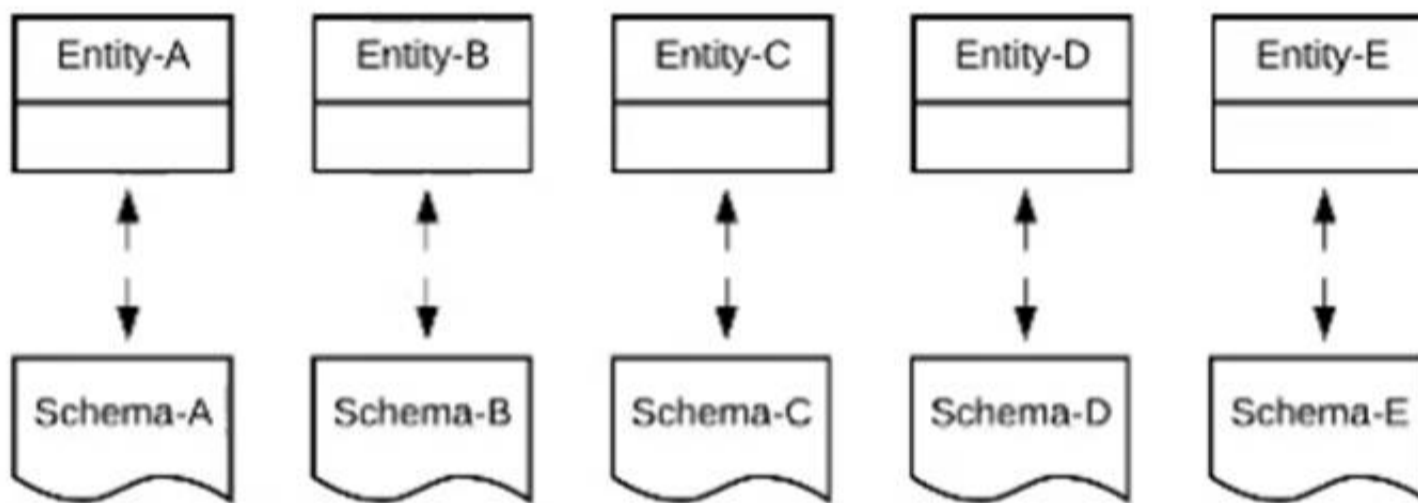 Entity-A
Entity-B
Entity-C
Entity-D
Entity-E
Schema-A
Schema-B
Schema-C
Schema-D
Schema-E